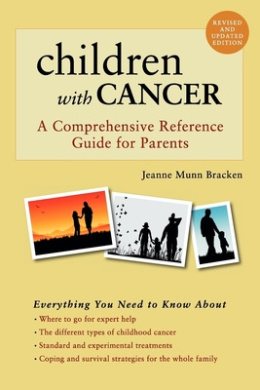 REVISED
AND UPDATED
EDITION
children
with CANCER
A Comprehensive Reference
Guide for Parents
Jeanne Munn Bracken
Everything You Need to Know About
• Where to go for expert help
• The different types of childhood cancer
• Standard and experimental treatments
• Coping and survival strategies for the whole family